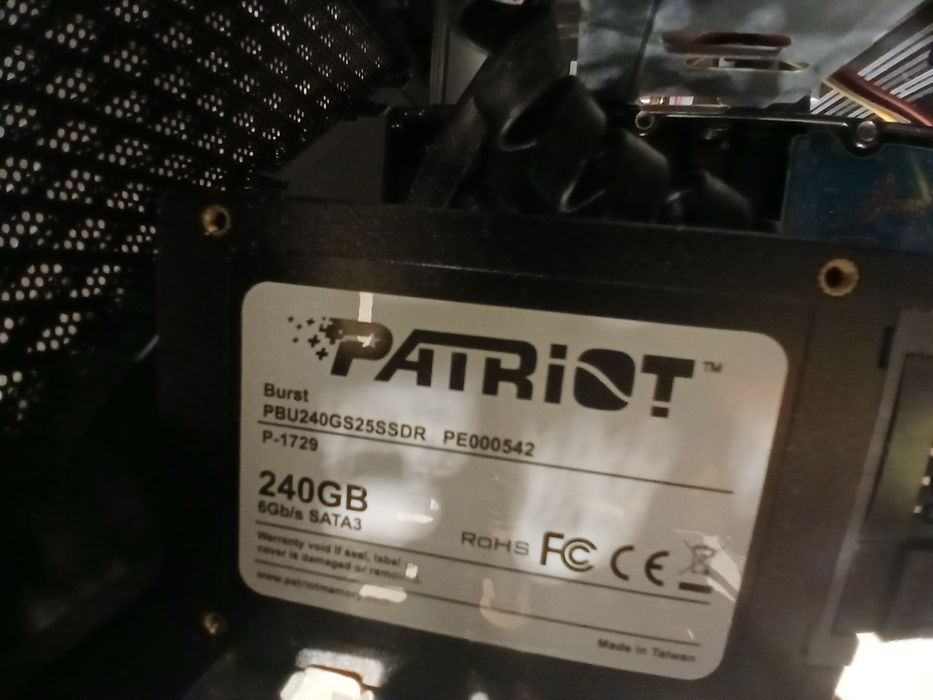 PATRiOT™
Burst
PBU240GS25SSDR PE000542
P-1729
240GB
6Gb/s SATA3
RoHS FC CE
Warranty void if seal, label or
cover is damaged or removed.
www.patriotmemory
Made in Taiwan